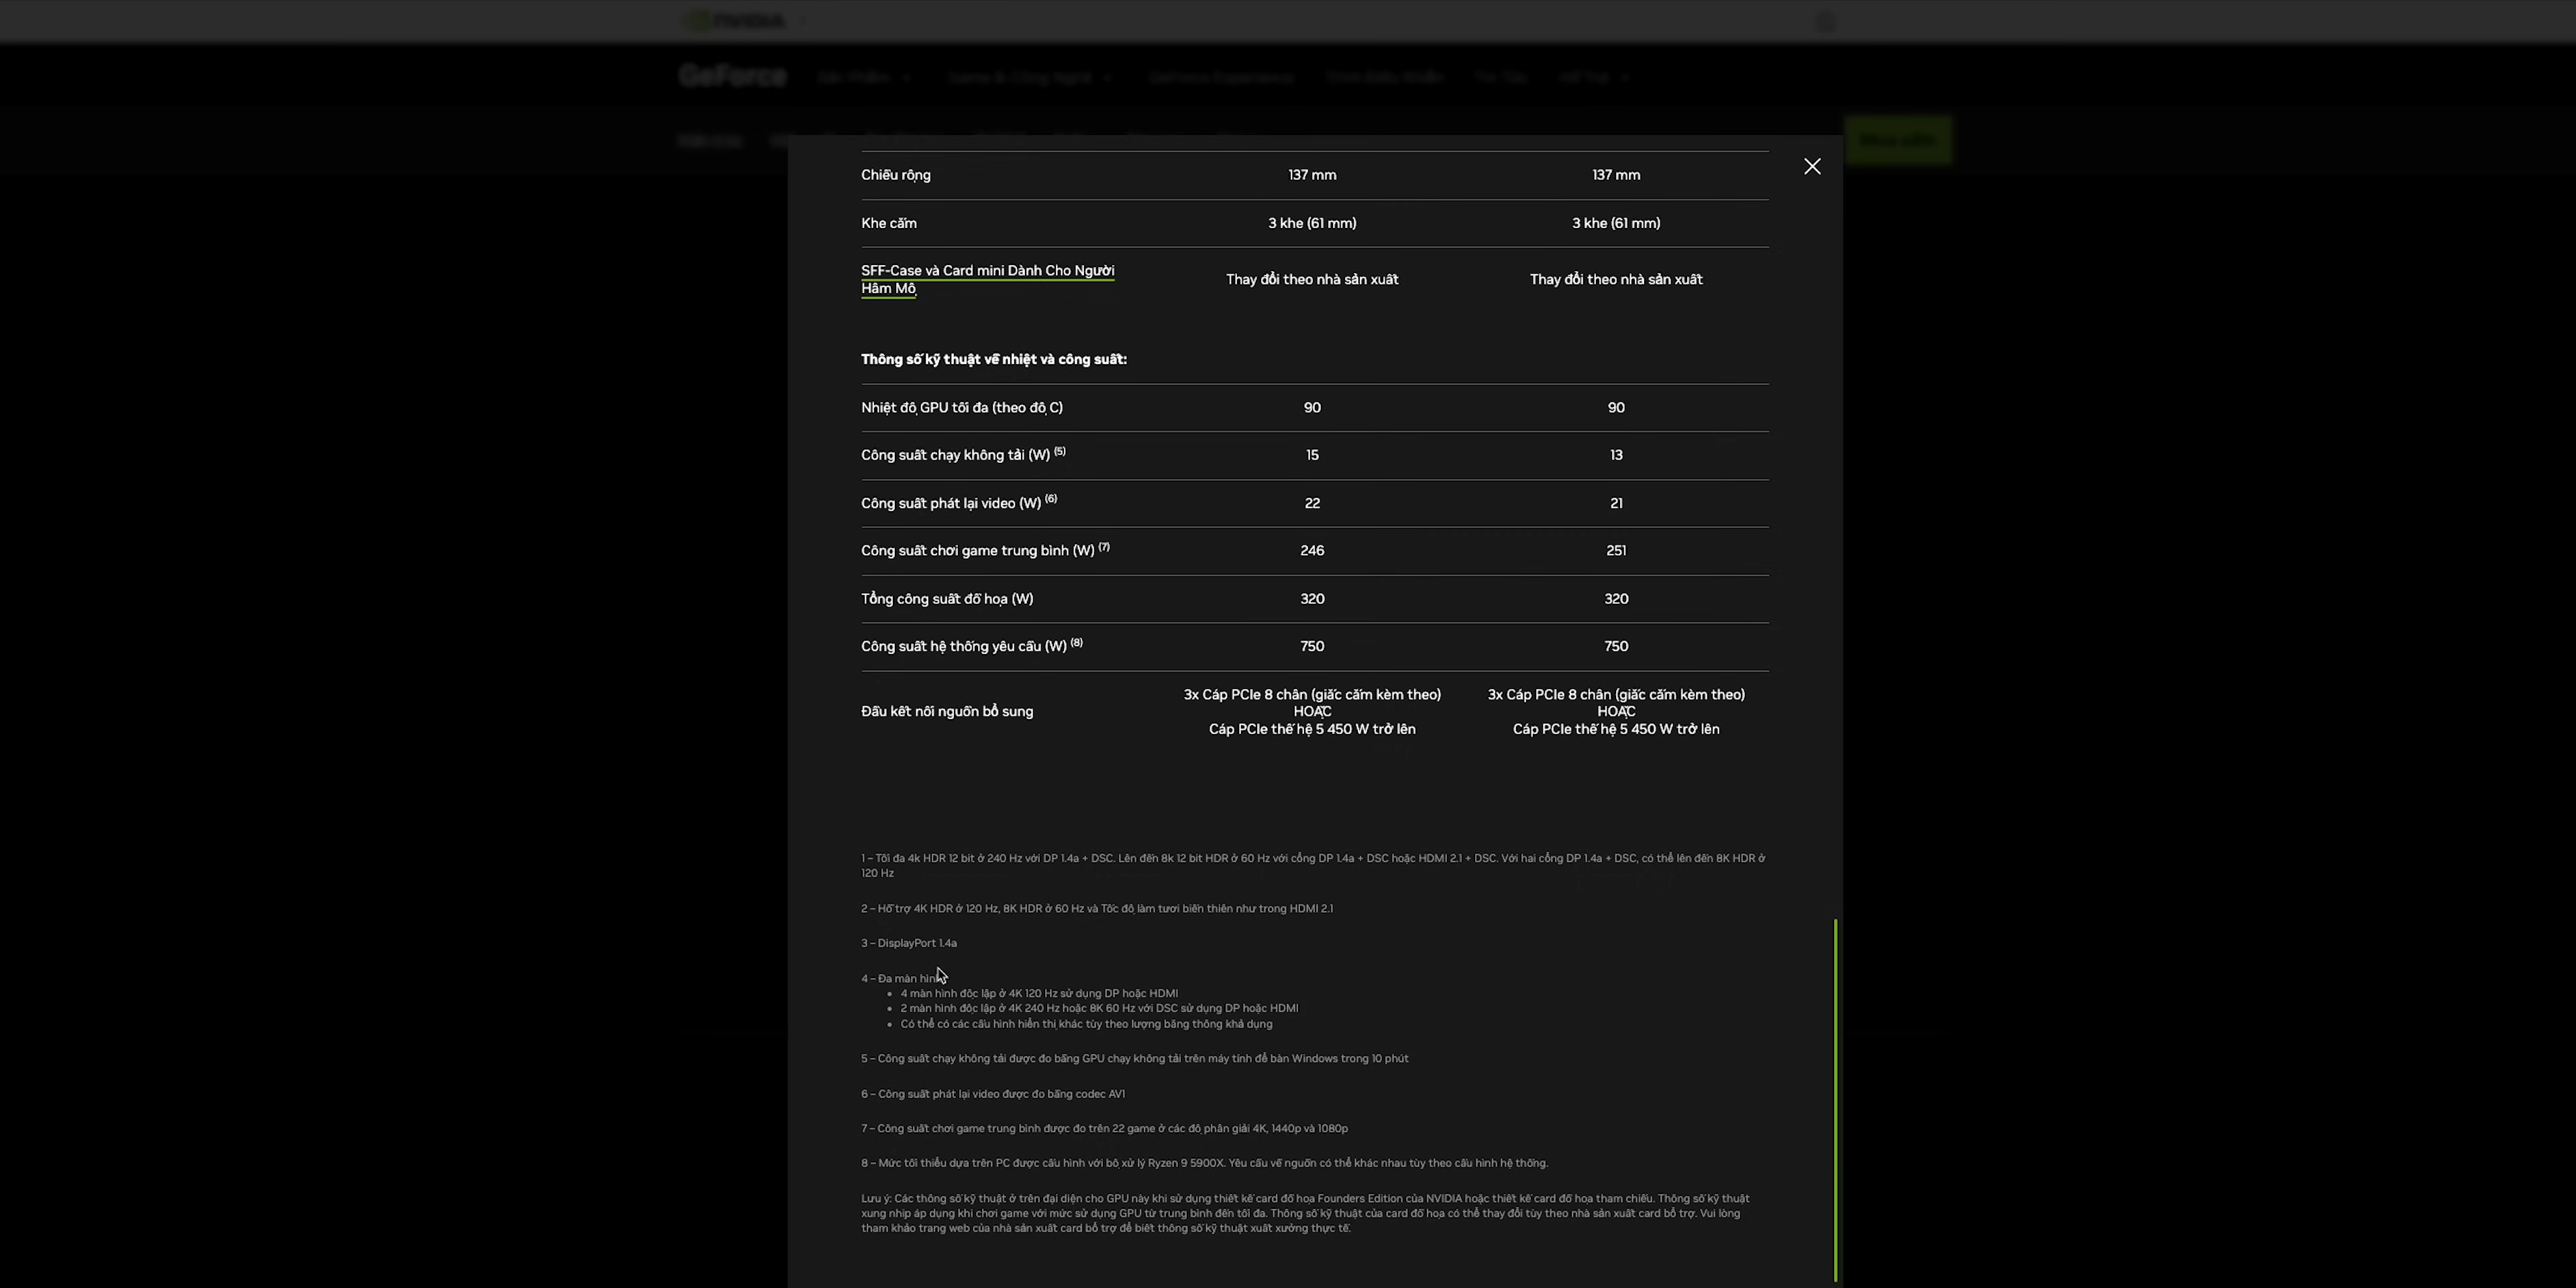 NVIDIA
GeForce
Sản Phẩm
Game & Công Nghệ
GeForce Experience
Trình Điều Khiển
Tin Tức
Hỗ Trợ
Chiều rộng 137 mm 137 mm
Khe cắm 3 khe (61 mm) 3 khe (61 mm)
SFF-Case và Card mini Dành Cho Người Thay đổi theo nhà sản xuất Thay đổi theo nhà sản xuất
Hâm Mộ
Thông số kỹ thuật về nhiệt và công suất:
Nhiệt độ GPU tối đa (theo độ C) 90 90
Công suất chạy không tải (W) (5) 15 13
Công suất phát lại video (W) (6) 22 21
Công suất chơi game trung bình (W) (7) 246 251
Tổng công suất đồ họa (W) 320 320
Công suất hệ thống yêu cầu (W) (8) 750 750
3x Cáp PCIe 8 chân (giắc cắm kèm theo) 3x Cáp PCIe 8 chân (giắc cắm kèm theo)
Đầu kết nối nguồn bổ sung HOẶC HOẶC
Cáp PCIe thế hệ 5 450 W trở lên Cáp PCIe thế hệ 5 450 W trở lên
1 – Tối đa 4k HDR 12 bit ở 240 Hz với DP 1.4a + DSC. Lên đến 8k 12 bit HDR ở 60 Hz với cổng DP 1.4a + DSC hoặc HDMI 2.1 + DSC. Với hai cổng DP 1.4a + DSC, có thể lên đến 8K HDR ở
120 Hz
2 – Hỗ trợ 4K HDR ở 120 Hz, 8K HDR ở 60 Hz và Tốc độ làm tươi biến thiên như trong HDMI 2.1
3 – DisplayPort 1.4a
4 – Đa màn hình
• 4 màn hình độc lập ở 4K 120 Hz sử dụng DP hoặc HDMI
• 2 màn hình độc lập ở 4K 240 Hz hoặc 8K 60 Hz với DSC sử dụng DP hoặc HDMI
• Có thể có các cấu hình hiển thị khác tùy theo lượng băng thông khả dụng
5 – Công suất chạy không tải được đo bằng GPU chạy không tải trên máy tính để bàn Windows trong 10 phút
6 – Công suất phát lại video được đo bằng codec AV1
7 – Công suất chơi game trung bình được đo trên 22 game ở các độ phân giải 4K, 1440p và 1080p
8 – Mức tối thiểu dựa trên PC được cấu hình với bộ xử lý Ryzen 9 5900X. Yêu cầu về nguồn có thể khác nhau tùy theo cấu hình hệ thống.
Lưu ý: Các thông số kỹ thuật ở trên đại diện cho GPU này khi sử dụng thiết kế card đồ họa Founders Edition của NVIDIA hoặc thiết kế card đồ họa tham chiếu. Thông số kỹ thuật
xung nhịp áp dụng khi chơi game với mức sử dụng GPU từ trung bình đến tối đa. Thông số kỹ thuật của card đồ họa có thể thay đổi tùy theo nhà sản xuất card bổ trợ. Vui lòng
tham khảo trang web của nhà sản xuất card bổ trợ để biết thông số kỹ thuật xuất xưởng thực tế.